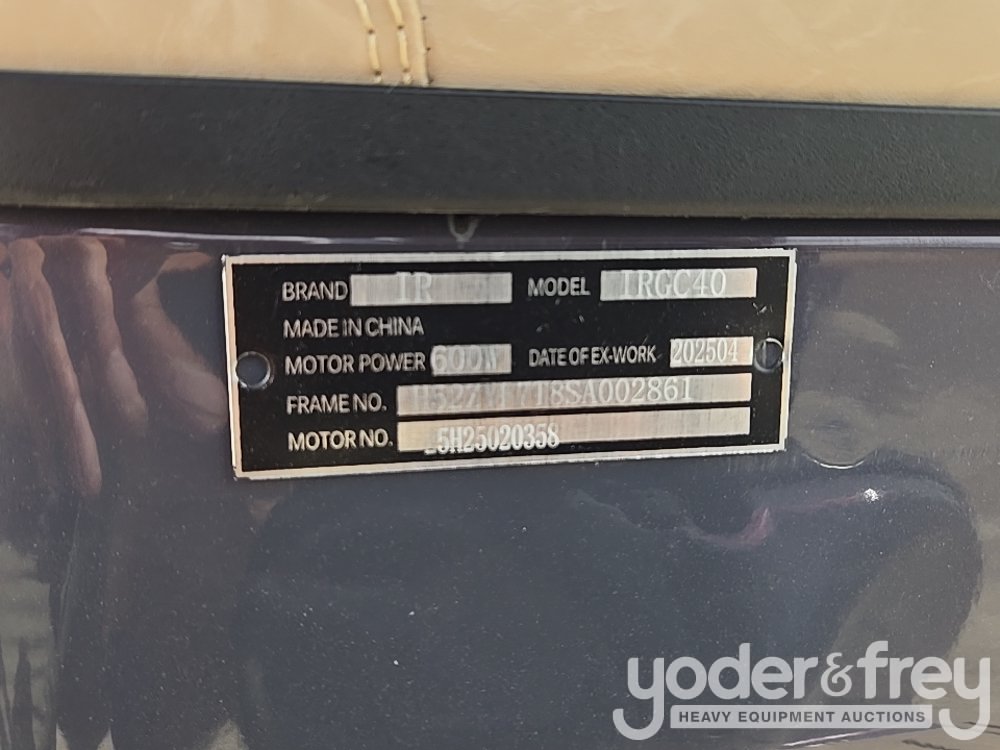 BRAND IR MODEL IRGC40
MADE IN CHINA
MOTOR POWER 600W DATE OF EX-WORK 202504
FRAME NO.
MOTOR NO.
yoder&frey
HEAVY EQUIPMENT AUCTIONS